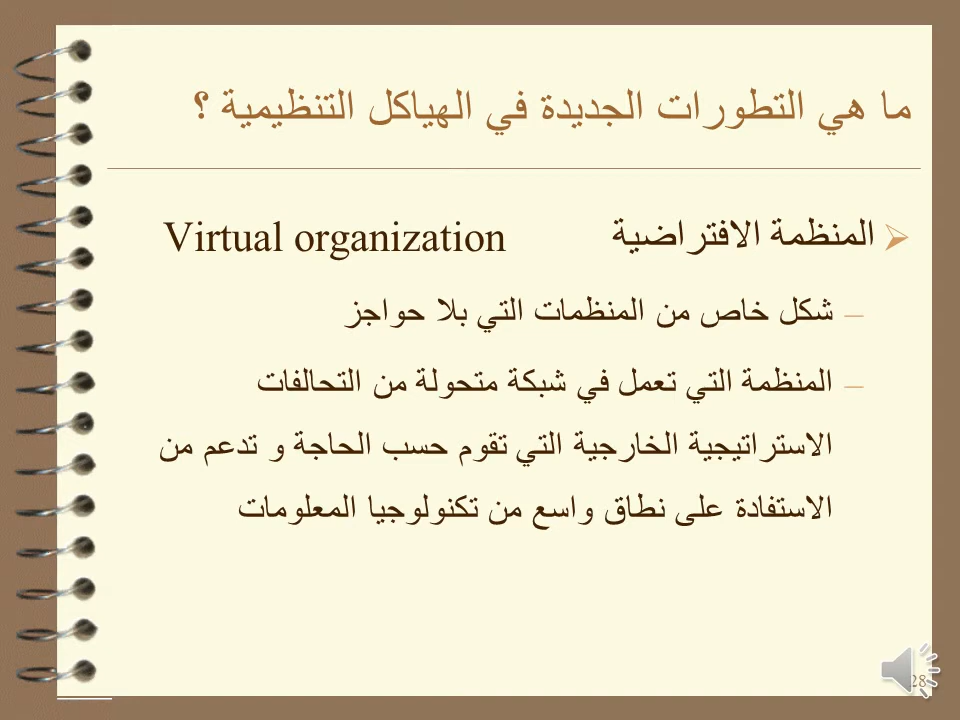 ما هي التطورات الجديدة في الهياكل التنظيمية ؟
المنظمة الافتراضية Virtual organization
– شكل خاص من المنظمات التي بلا حواجز
– المنظمة التي تعمل في شبكة متحولة من التحالفات
الاستراتيجية الخارجية التي تقوم حسب الحاجة و تدعم من
الاستفادة على نطاق واسع من تكنولوجيا المعلومات
28